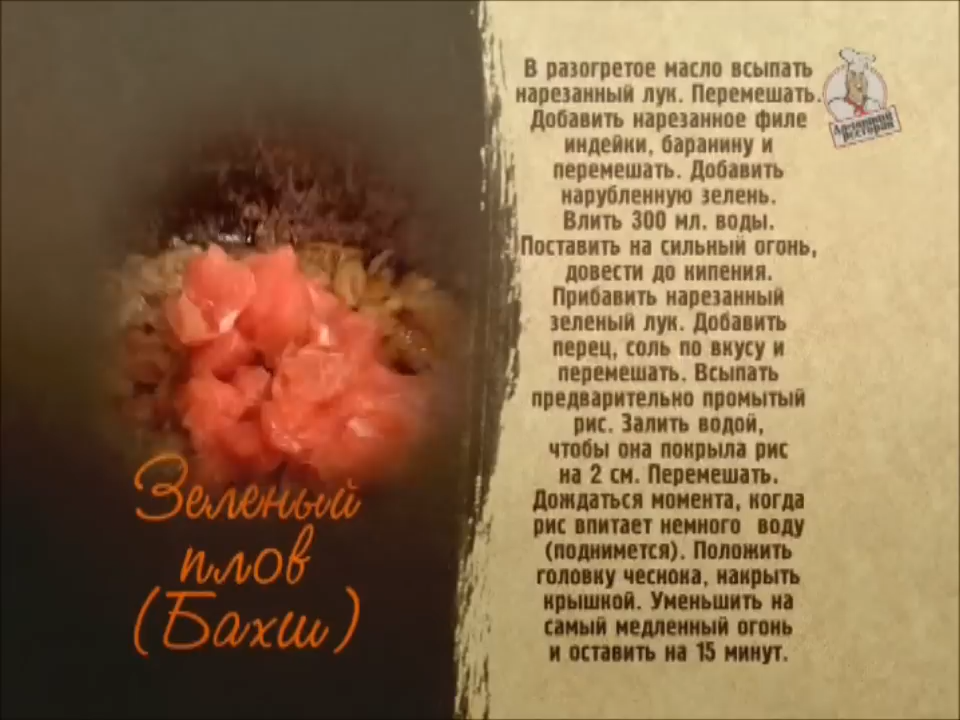 В разогретое масло всыпать
нарезанный лук. Перемешать.
Добавить нарезанное филе
индейки, баранину и
перемешать. Добавить
нарубленную зелень.
Влить 300 мл. воды.
Поставить на сильный огонь,
довести до кипения.
Прибавить нарезанный
зеленый лук. Добавить
перец, соль по вкусу и
перемешать. Всыпать
предварительно промытый
рис. Залить водой,
чтобы она покрыла рис
на 2 см. Перемешать.
Дождаться момента, когда
рис впитает немного воду
(поднимется). Положить
головку чеснока, накрыть
крышкой. Уменьшить на
самый медленный огонь
и оставить на 15 минут.
Домашний
ресторан
Зеленый
плов
(Бахш)